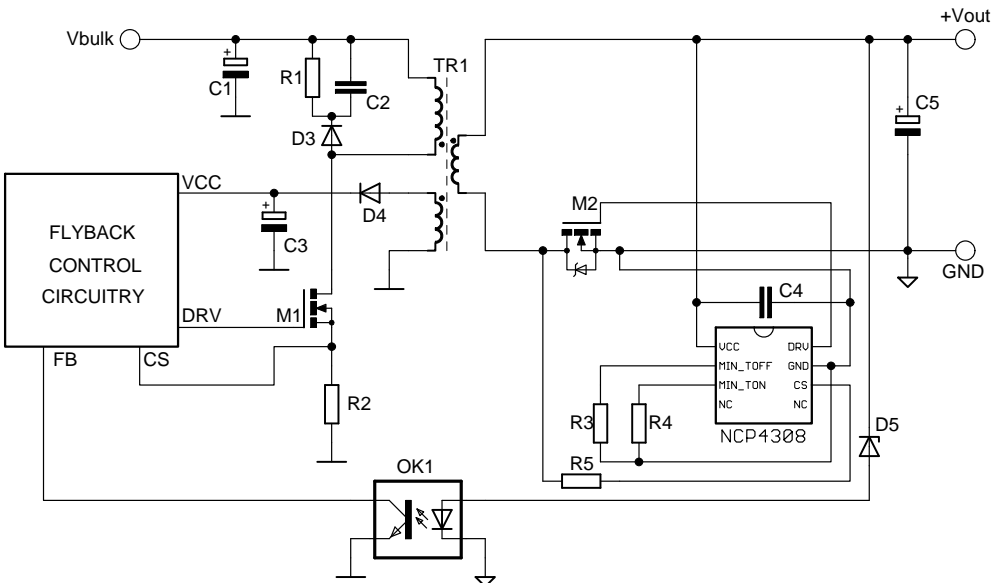 +Vout
Vbulk
C1
+
R1
C2
TR1
D3
C5
+
VCC
D4
M2
FLYBACK
CONTROL
CIRCUITRY
C3
+
GND
C4
DRV
M1
VCC
DRV
MIN_TOFF
GND
MIN_TON
CS
NC
NC
NCP4308
FB
CS
R2
R3
R4
D5
R5
OK1